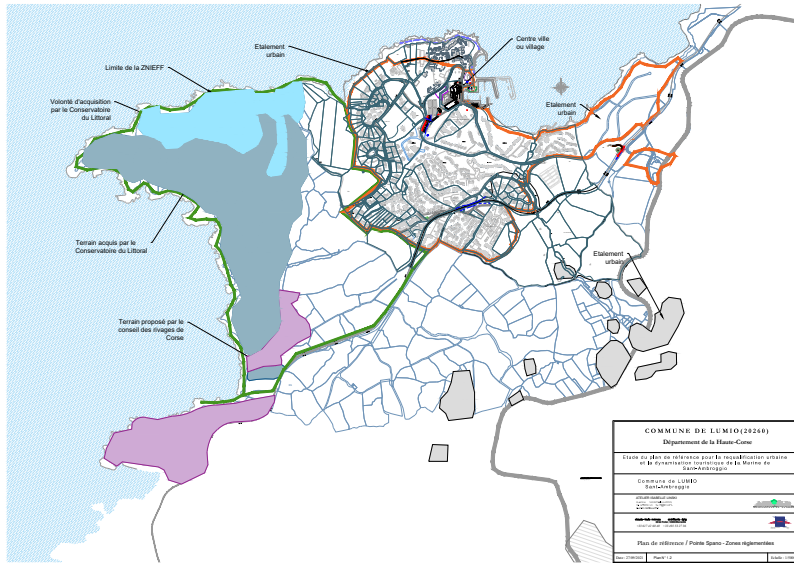 Etalement
urbain
Centre ville
ou village
Limite de la ZNIEFF
Volonté d'acquisition
par le Conservatoire
du Littoral
Etalement
urbain
Terrain acquis par le
Conservatoire du Littoral
Etalement
urbain
Terrain proposé par le
conseil des rivages de
Corse
COMMUNE DE LUMIO (20260)
Département de la Haute-Corse
Etude du plan de référence pour la requalification urbaine
et la dynamisation touristique de la Marine de
Sant-Ambroggio
Commune de LUMIO
Sant-Ambroggio
Plan de référence / Pointe Spano - Zones réglementées
Plan N° 1.2